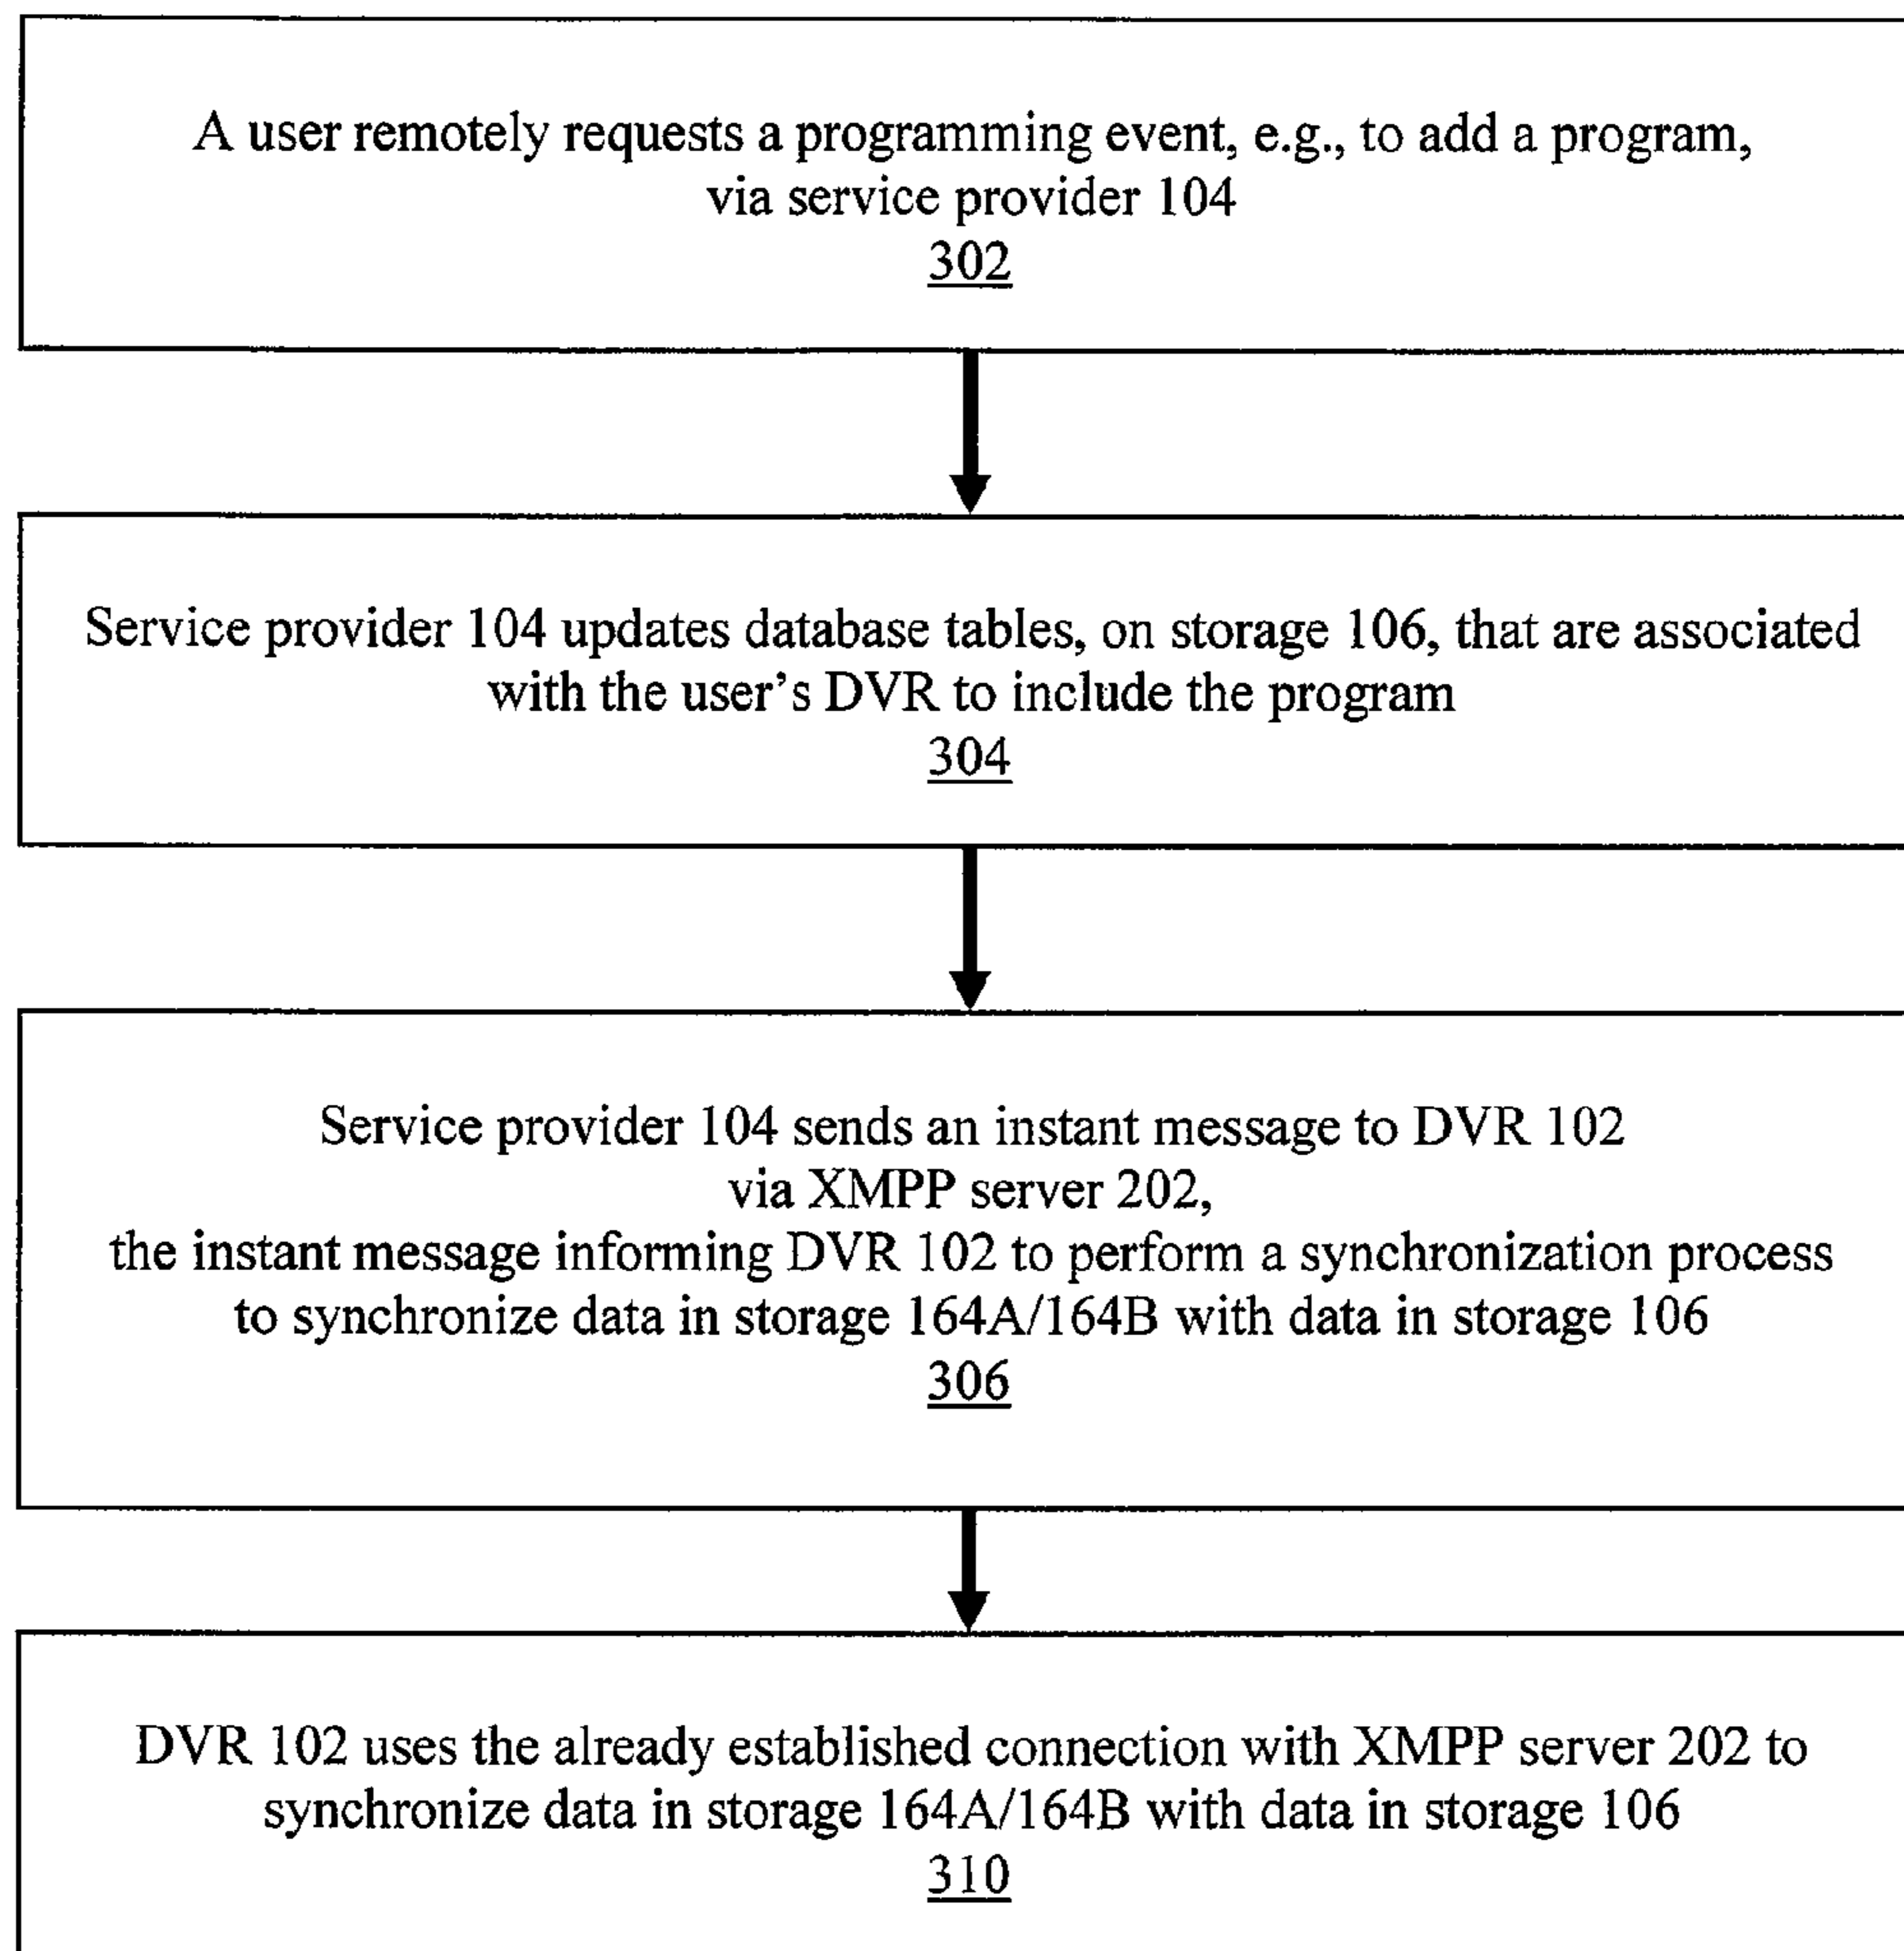 A user remotely requests a programming event, e.g., to add a program,
via service provider 104
302
Service provider 104 updates database tables, on storage 106, that are associated
with the user's DVR to include the program
304
Service provider 104 sends an instant message to DVR 102
via XMPP server 202,
the instant message informing DVR 102 to perform a synchronization process
to synchronize data in storage 164A/164B with data in storage 106
306
DVR 102 uses the already established connection with XMPP server 202 to
synchronize data in storage 164A/164B with data in storage 106
310